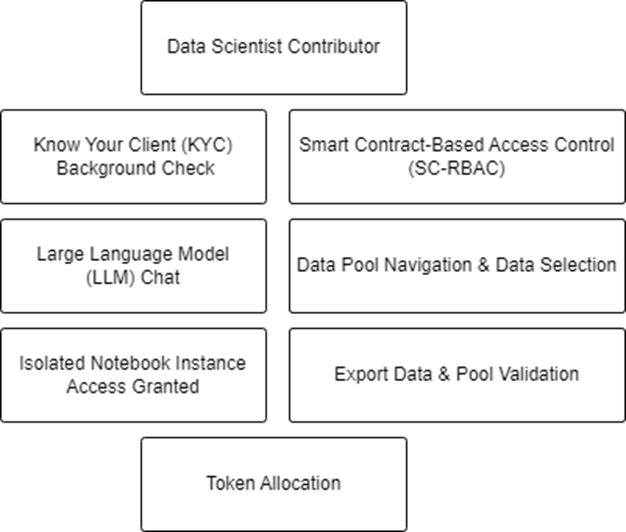 Data Scientist Contributor
Know Your Client (KYC)
Background Check
Smart Contract-Based Access Control
(SC-RBAC)
Large Language Model
(LLM) Chat
Data Pool Navigation & Data Selection
Isolated Notebook Instance
Access Granted
Export Data & Pool Validation
Token Allocation